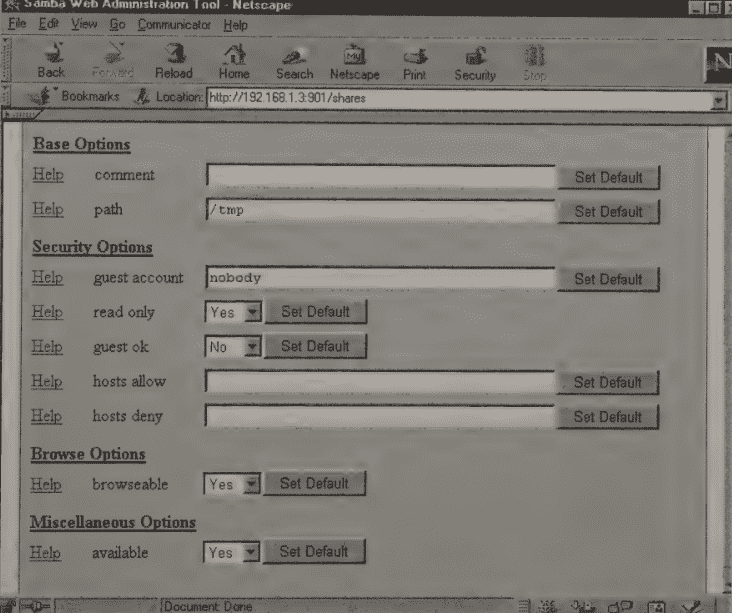 Samba Web Administration Tool - Netscape
File Edit View Go Communicator Help
Back Forward Reload Home Search Netscape Print Security Stop
Bookmarks Location: http://192.168.1.3:901/shares
Base Options
Help comment Set Default
Help path /tmp Set Default
Security Options
Help guest account nobody Set Default
Help read only Yes Set Default
Help guest ok No Set Default
Help hosts allow Set Default
Help hosts deny Set Default
Browse Options
Help browseable Yes Set Default
Miscellaneous Options
Help available Yes Set Default
Document: Done